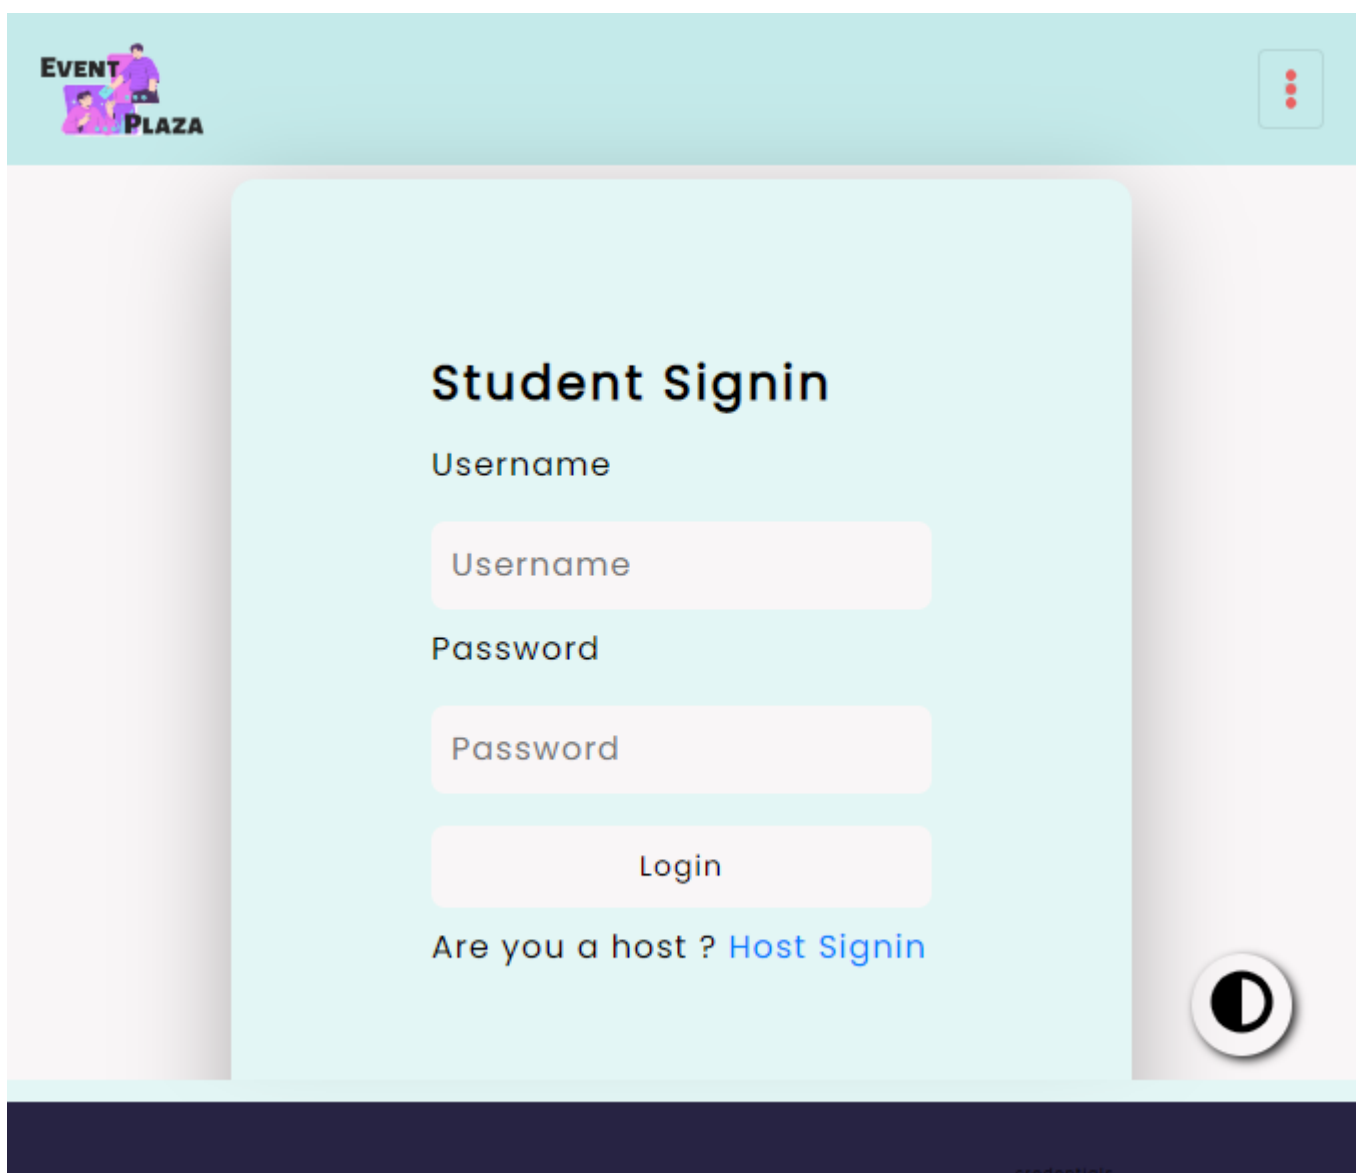 EVENT
PLAZA
Student Signin
Username
Username
Password
Password
Login
Are you a host ? Host Signin